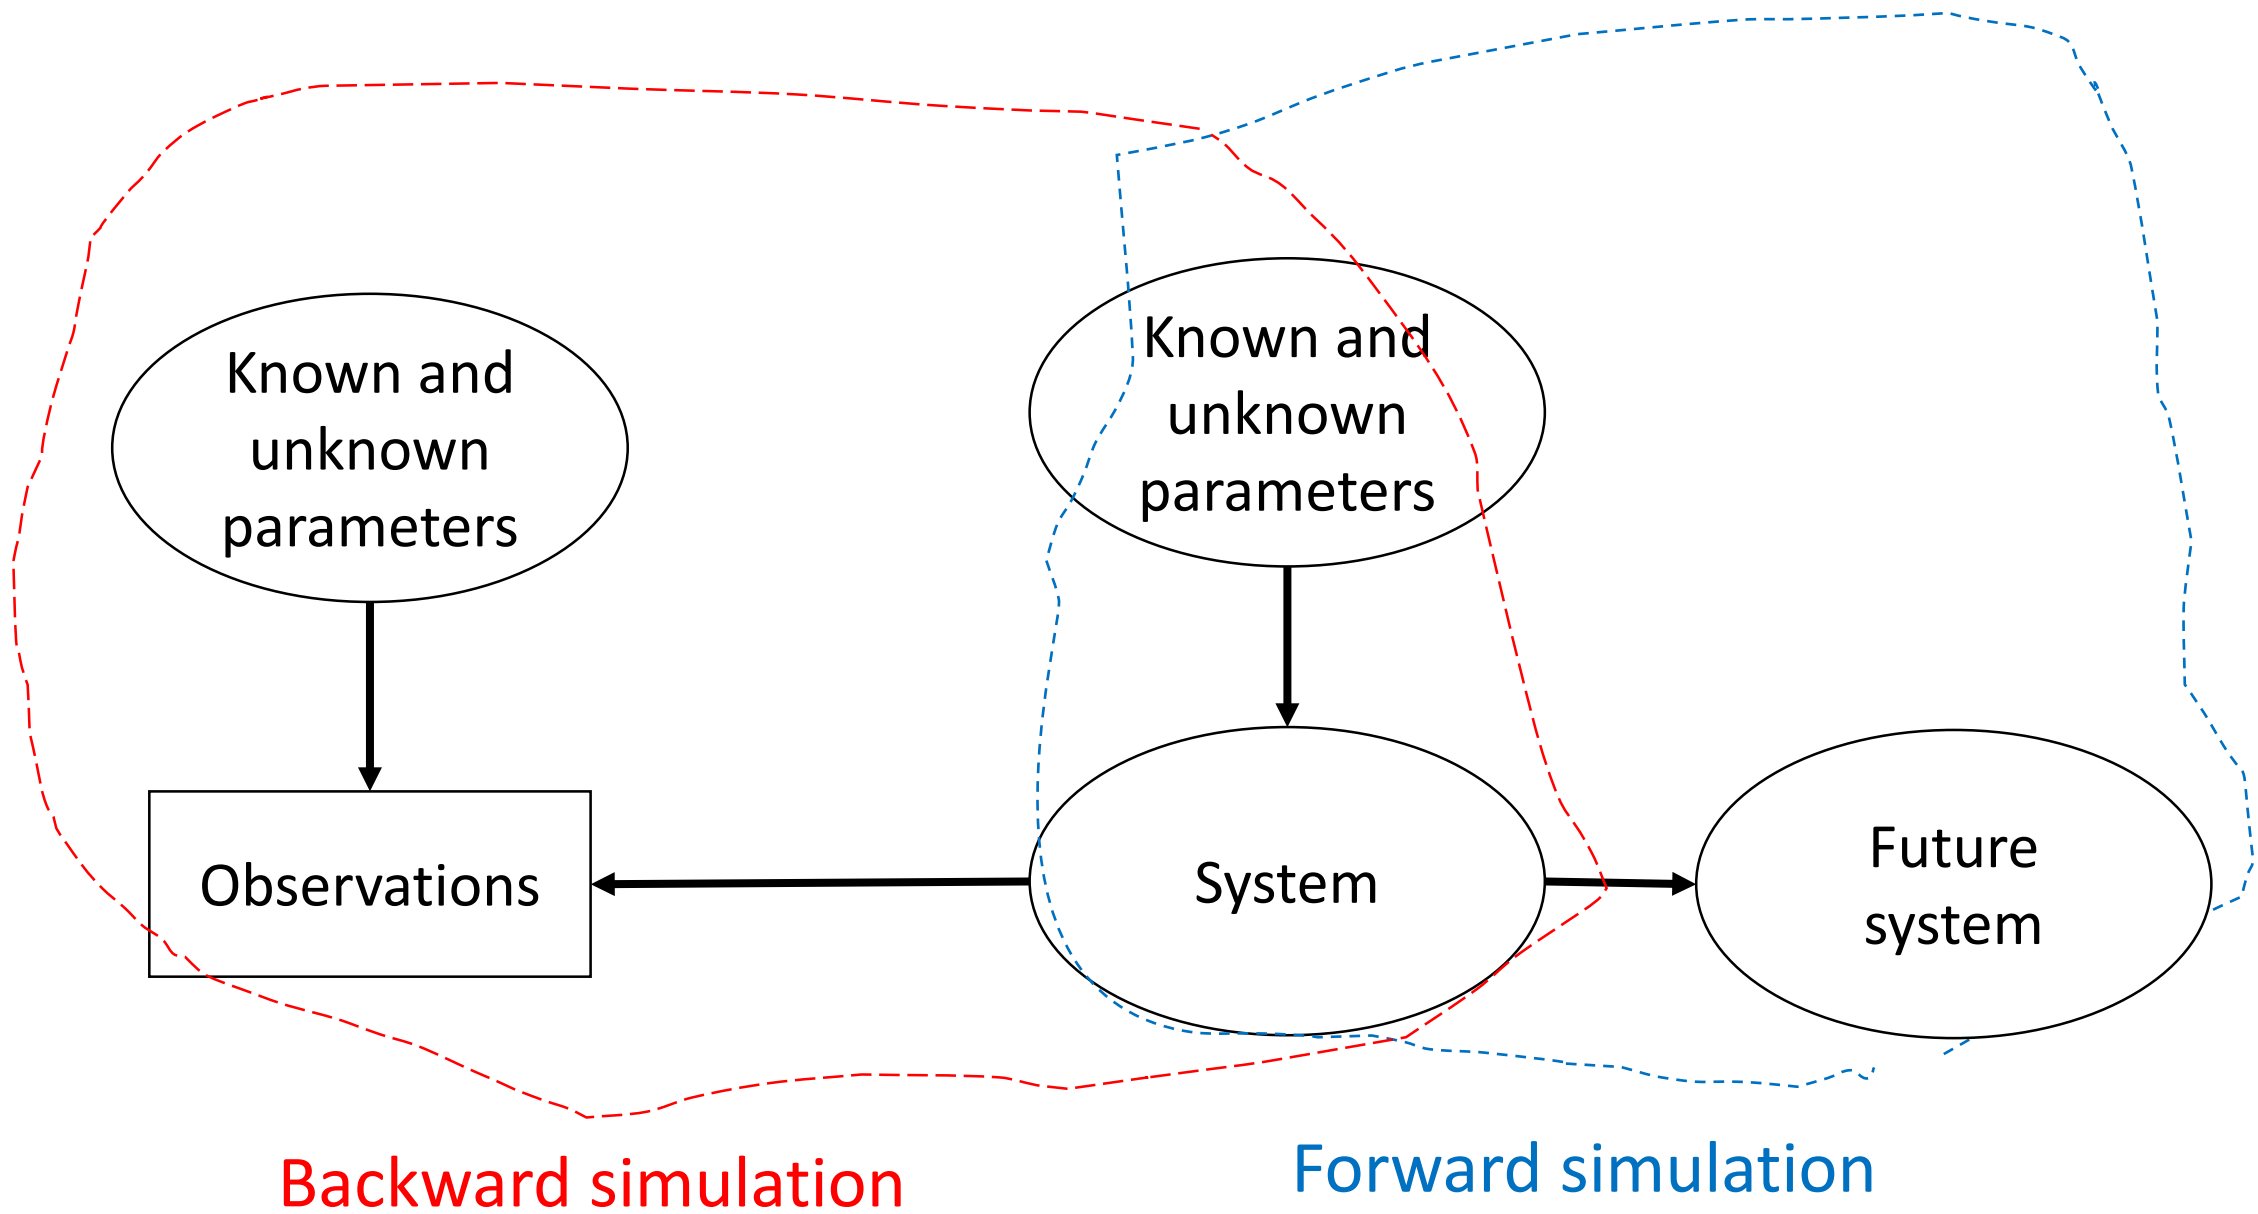 Known and
unknown
parameters
Known and
unknown
parameters
Observations
System
Future
system
Backward simulation
Forward simulation